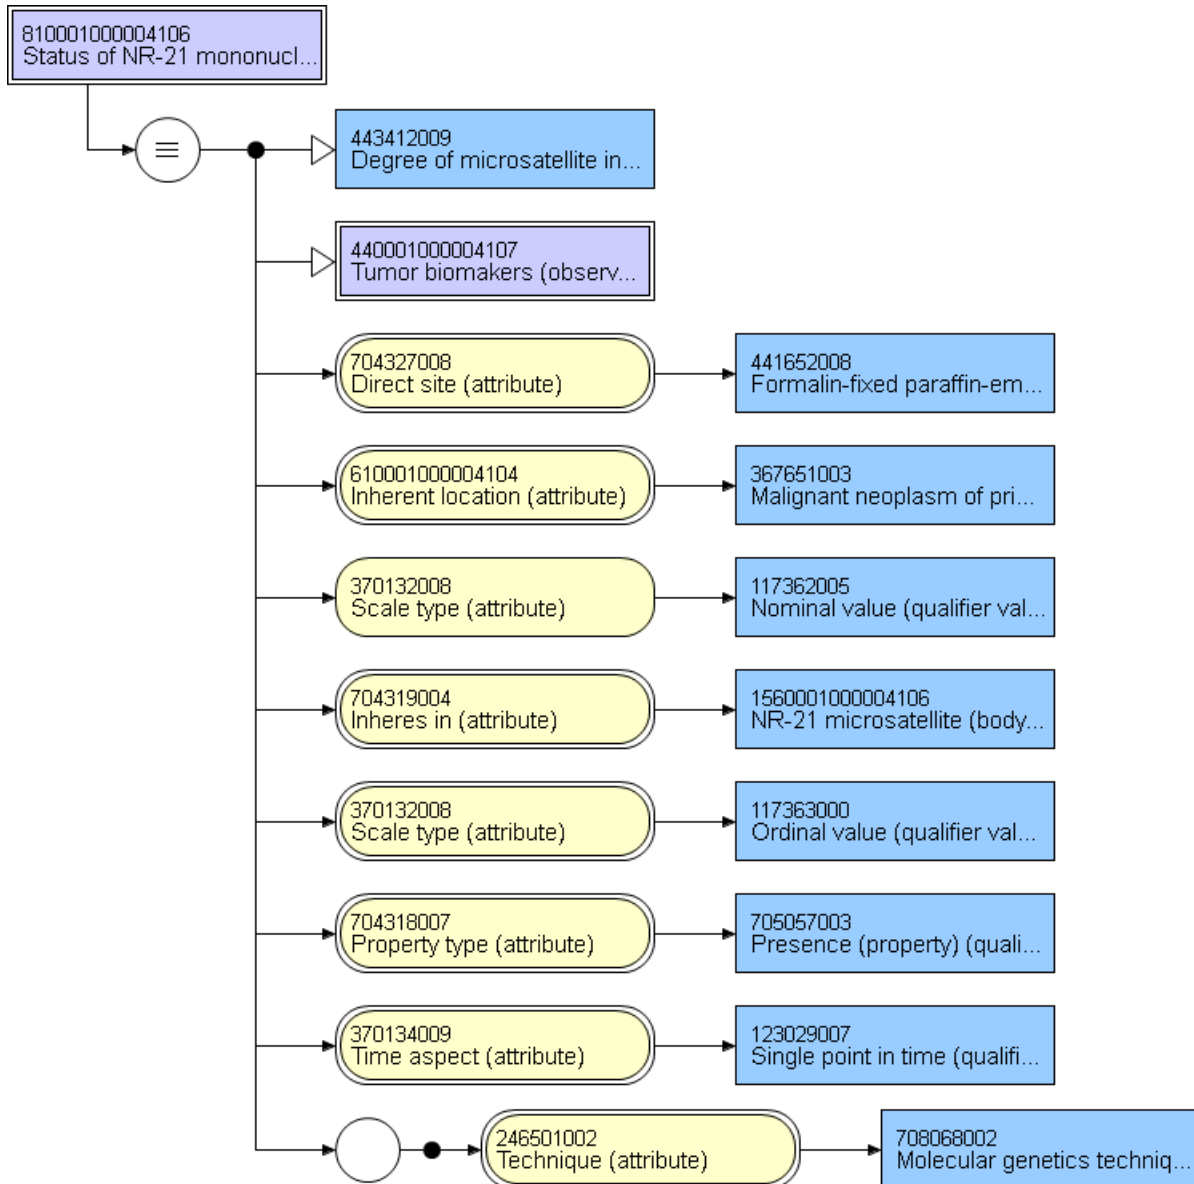 810001000004106
Status of NR-21 mononucl...
443412009
Degree of microsatellite in...
440001000004107
Tumor biomakers (observ...
704327008
Direct site (attribute)
441652008
Formalin-fixed paraffin-em...
610001000004104
Inherent location (attribute)
367651003
Malignant neoplasm of pri...
370132008
Scale type (attribute)
117362005
Nominal value (qualifier val...
704319004
Inheres in (attribute)
1560001000004106
NR-21 microsatellite (body...
370132008
Scale type (attribute)
117363000
Ordinal value (qualifier val...
704318007
Property type (attribute)
705057003
Presence (property) (quali...
370134009
Time aspect (attribute)
123029007
Single point in time (qualifi...
246501002
Technique (attribute)
708068002
Molecular genetics techniq...